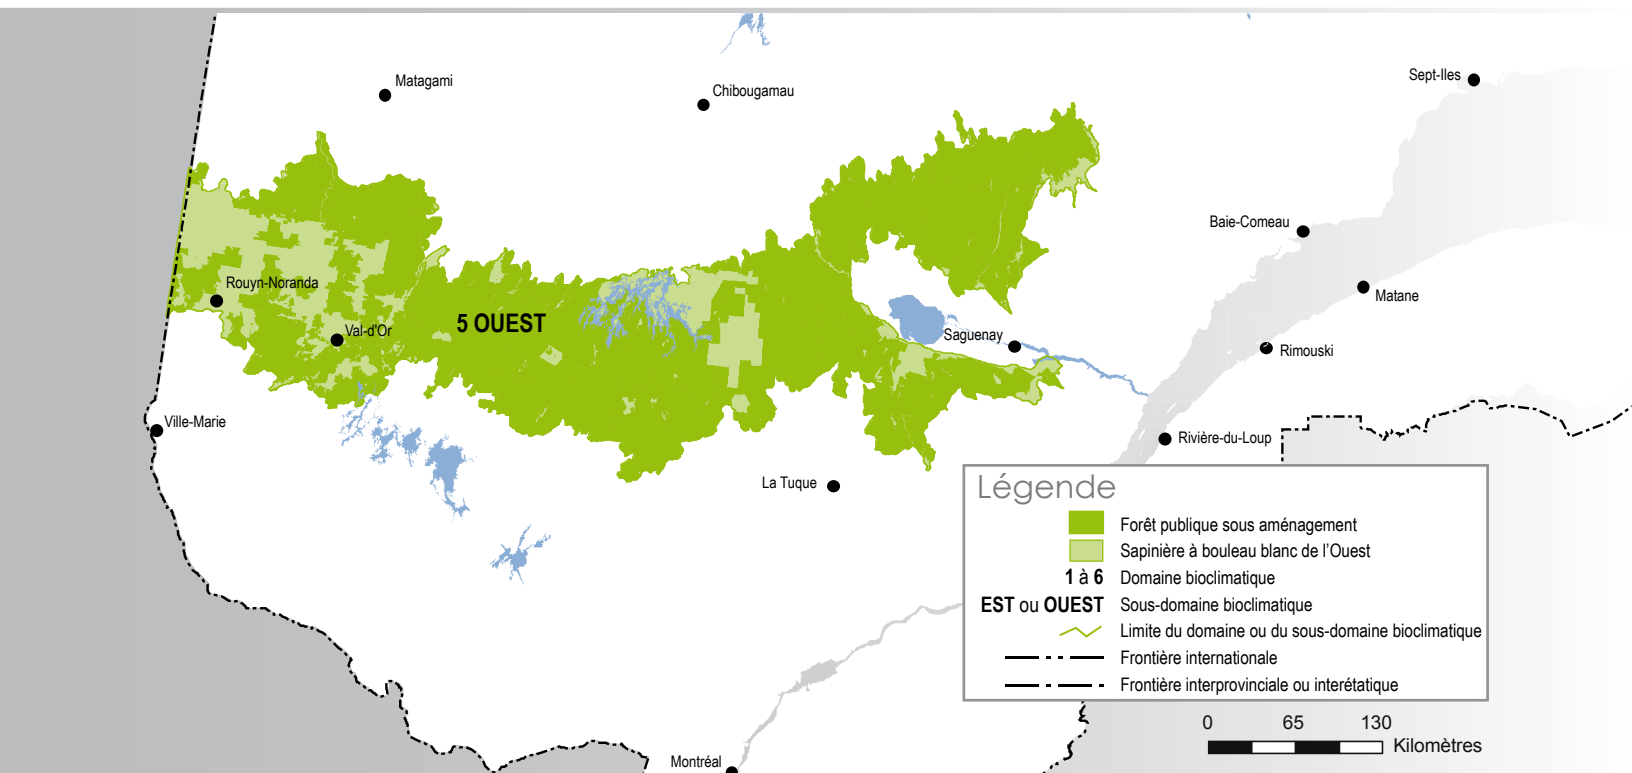 Matagami
Chibougamau
Sept-Iles
Baie-Comeau
Rouyn-Noranda
Matane
5 OUEST
Val-d'Or
Saguenay
Rimouski
Ville-Marie
Rivière-du-Loup
La Tuque
Légende
Forêt publique sous aménagement
Sapinière à bouleau blanc de l'Ouest
1 à 6 Domaine bioclimatique
EST ou OUEST Sous-domaine bioclimatique
Limite du domaine ou du sous-domaine bioclimatique
Frontière internationale
Frontière interprovinciale ou interétatique
0 65 130
Kilomètres
Montréal